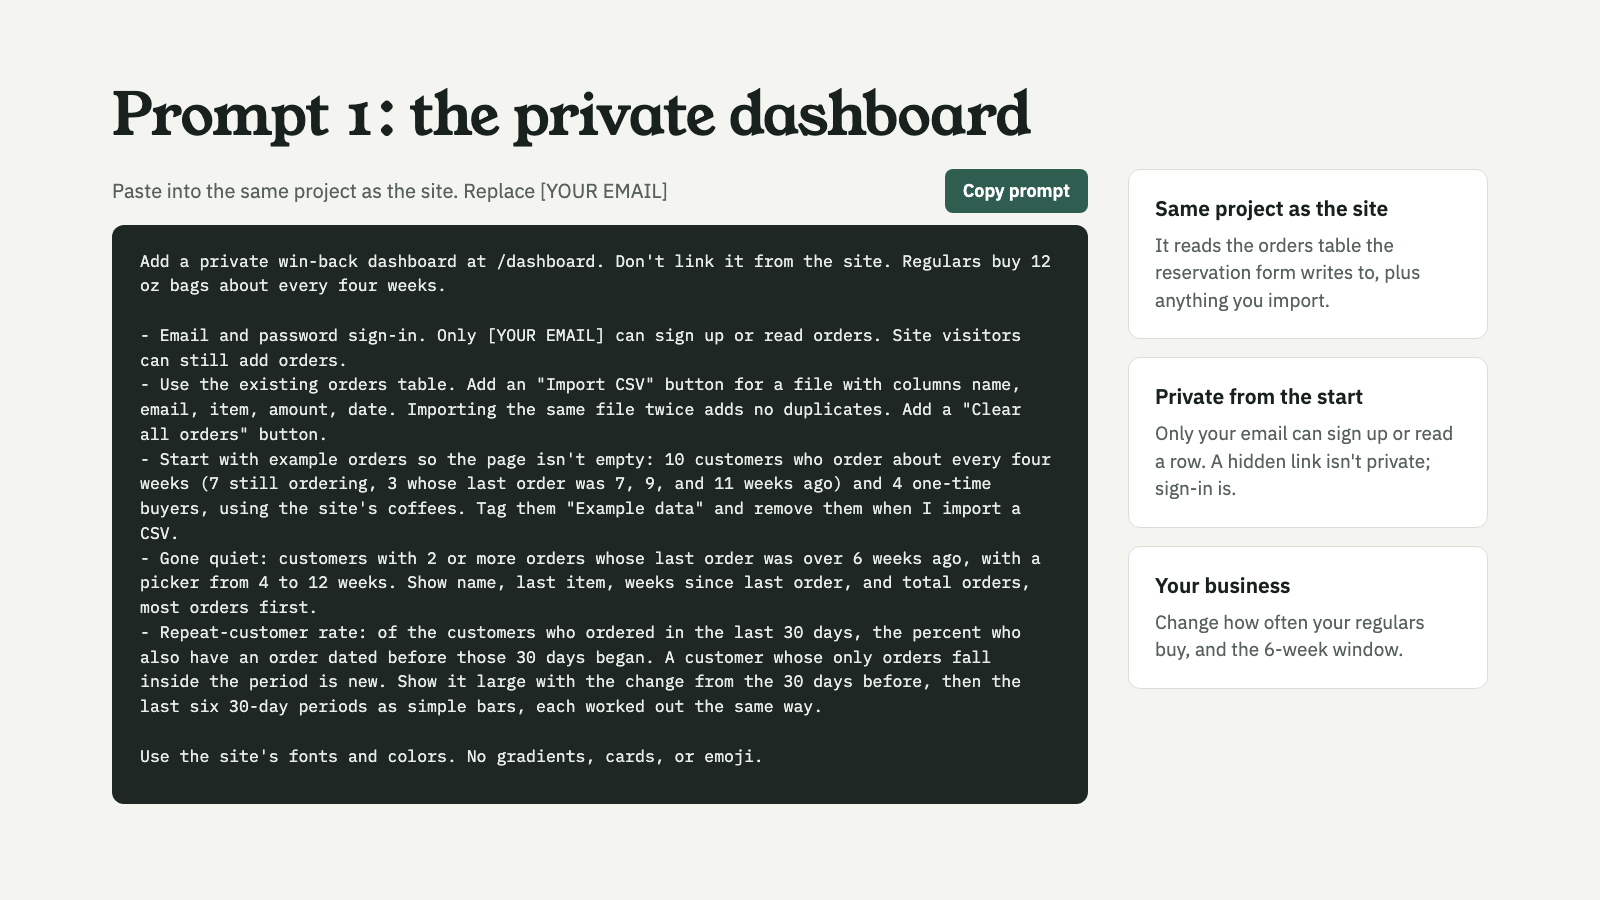 Prompt 1: the private dashboard
Paste into the same project as the site. Replace [YOUR EMAIL]
Copy prompt
Add a private win-back dashboard at /dashboard. Don't link it from the site. Regulars buy 12
oz bags about every four weeks.
- Email and password sign-in. Only [YOUR EMAIL] can sign up or read orders. Site visitors
can still add orders.
- Use the existing orders table. Add an "Import CSV" button for a file with columns name,
email, item, amount, date. Importing the same file twice adds no duplicates. Add a "Clear
all orders" button.
- Start with example orders so the page isn't empty: 10 customers who order about every four
weeks (7 still ordering, 3 whose last order was 7, 9, and 11 weeks ago) and 4 one-time
buyers, using the site's coffees. Tag them "Example data" and remove them when I import a
CSV.
- Gone quiet: customers with 2 or more orders whose last order was over 6 weeks ago, with a
picker from 4 to 12 weeks. Show name, last item, weeks since last order, and total orders,
most orders first.
- Repeat-customer rate: of the customers who ordered in the last 30 days, the percent who
also have an order dated before those 30 days began. A customer whose only orders fall
inside the period is new. Show it large with the change from the 30 days before, then the
last six 30-day periods as simple bars, each worked out the same way.
Use the site's fonts and colors. No gradients, cards, or emoji.
Same project as the site
It reads the orders table the
reservation form writes to, plus
anything you import.
Private from the start
Only your email can sign up or read
a row. A hidden link isn't private;
sign-in is.
Your business
Change how often your regulars
buy, and the 6-week window.